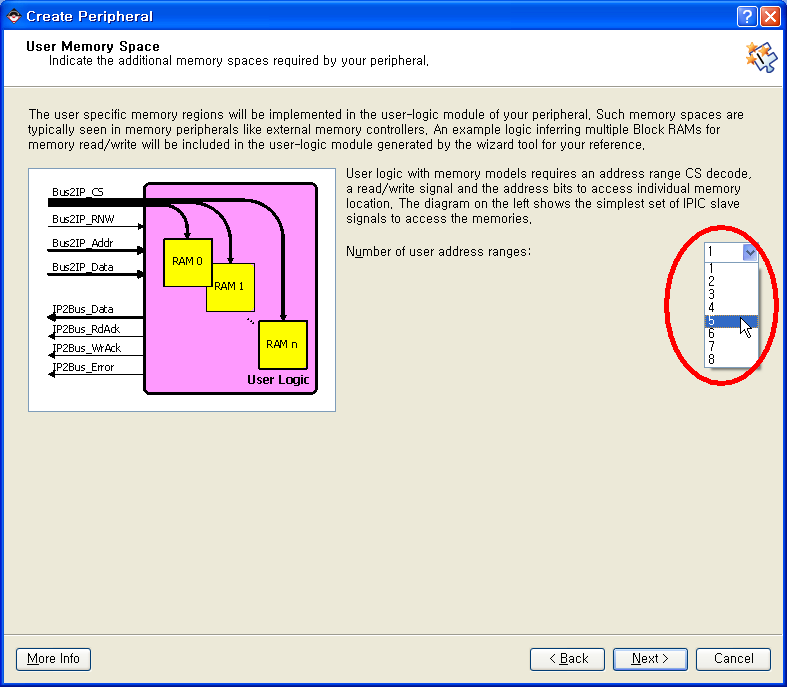 Create Peripheral
User Memory Space
Indicate the additional memory spaces required by your peripheral.
The user specific memory regions will be implemented in the user-logic module of your peripheral. Such memory spaces are
typically seen in memory peripherals like external memory controllers. An example logic inferring multiple Block RAMs for
memory read/write will be included in the user-logic module generated by the wizard tool for your reference.
Bus2IP_CS
Bus2IP_RNW
Bus2IP_Addr
Bus2IP_Data
IP2Bus_Data
IP2Bus_RdAck
IP2Bus_WrAck
IP2Bus_Error
RAM 0
RAM 1
RAM n
User Logic
User logic with memory models requires an address range CS decode,
a read/write signal and the address bits to access individual memory
location. The diagram on the left shows the simplest set of IPIC slave
signals to access the memories.
Number of user address ranges:
1
1
2
3
4
5
6
7
8
More Info
< Back
Next >
Cancel